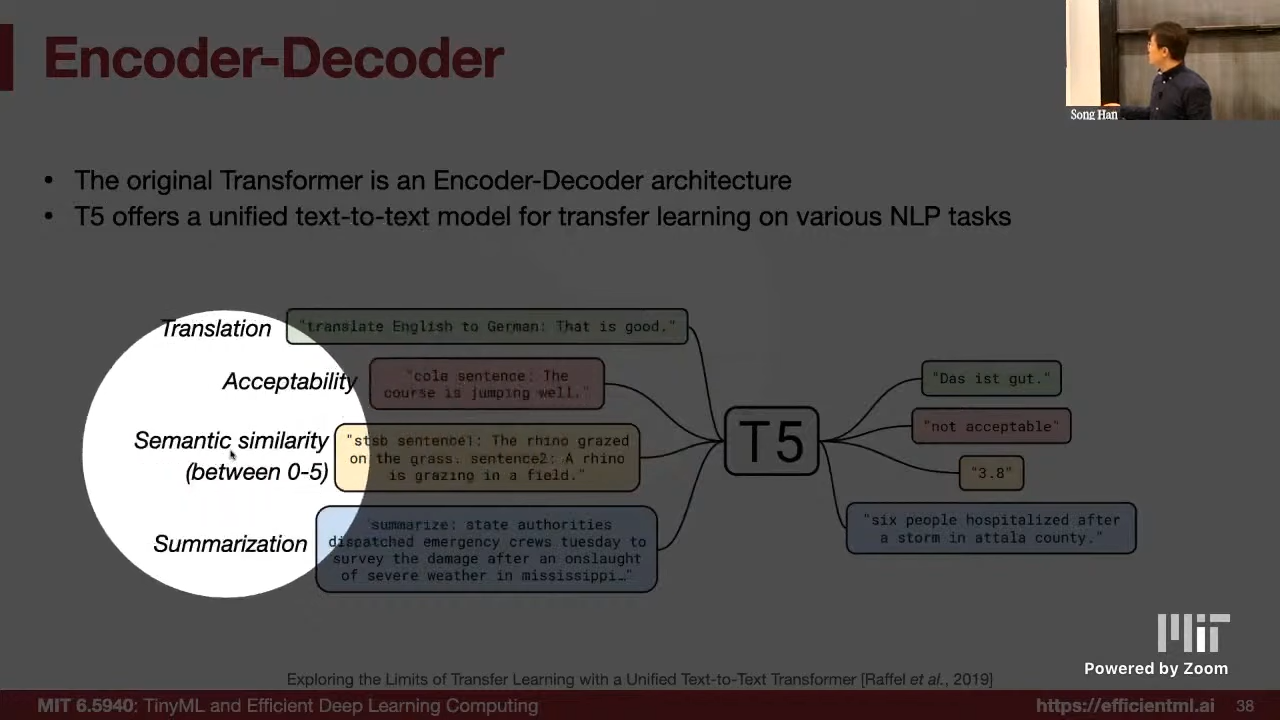 Encoder-Decoder
Song Han
• The original Transformer is an Encoder-Decoder architecture
• T5 offers a unified text-to-text model for transfer learning on various NLP tasks
Translation
"translate English to German: That is good."
Acceptability
"cola sentence: The
course is jumping well."
Semantic similarity
(between 0-5)
"stsb sentence1: The rhino grazed
on the grass. sentence2: A rhino
is grazing in a field."
Summarization
"summarize: state authorities
dispatched emergency crews tuesday to
survey the damage after an onslaught
of severe weather in mississippi…"
T5
"Das ist gut."
"not acceptable"
"3.8"
"six people hospitalized after
a storm in attala county."
MIT
Powered by Zoom
Exploring the Limits of Transfer Learning with a Unified Text-to-Text Transformer [Raffel et al., 2019]
MIT 6.5940: TinyML and Efficient Deep Learning Computing
https://efficientml.ai
38